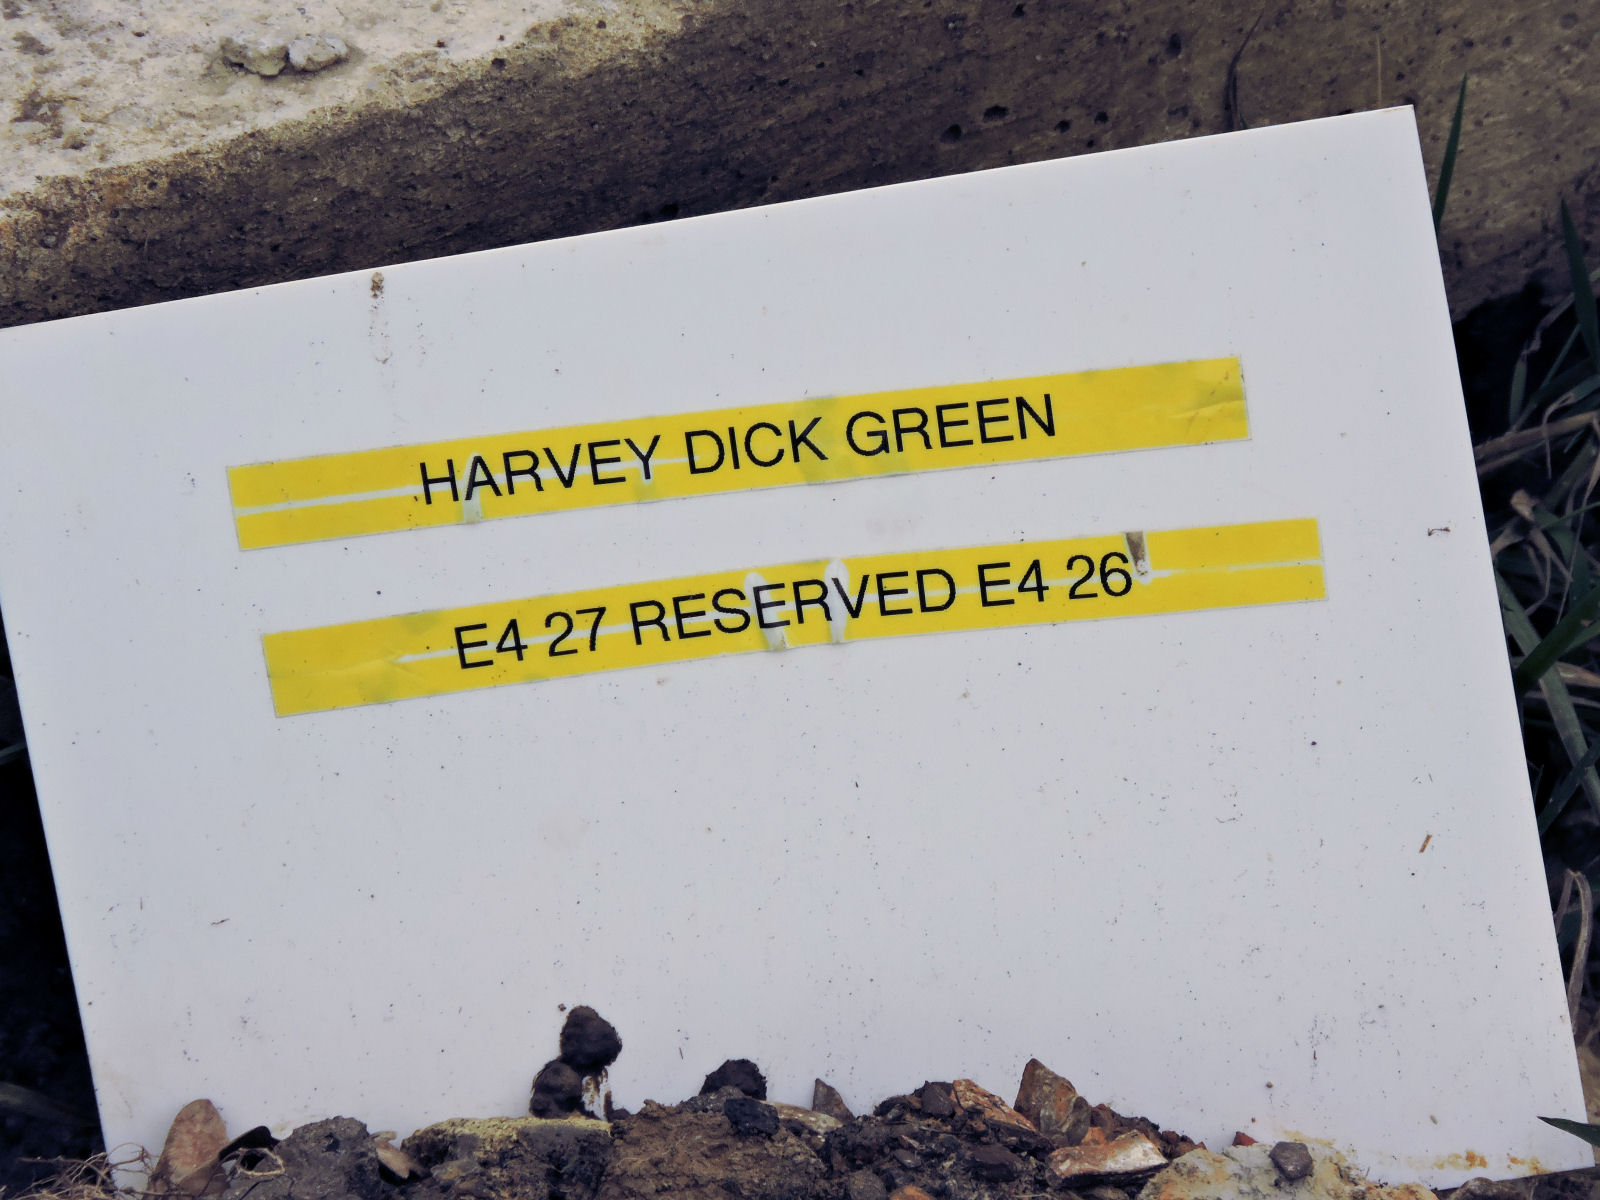 HARVEY DICK GREEN
E4 27 RESERVED E4 26